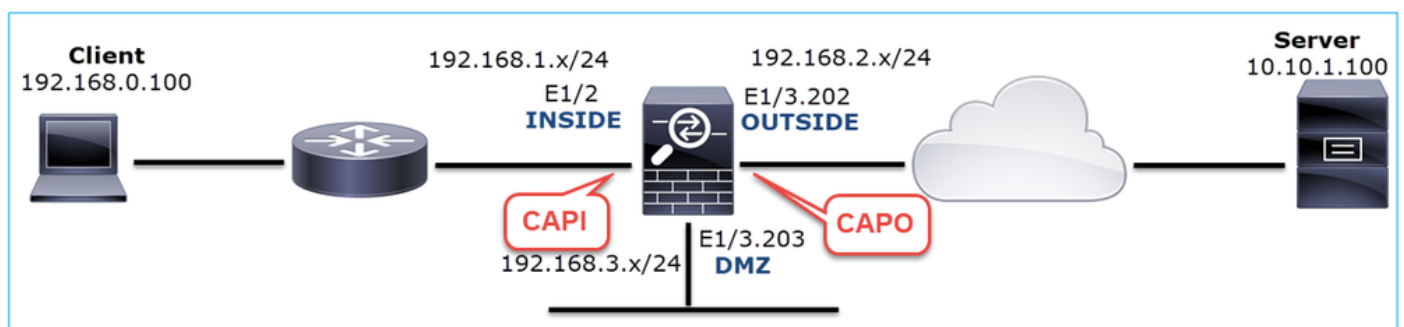 Client
192.168.0.100
192.168.1.x/24
E1/2
INSIDE
192.168.2.x/24
E1/3.202
OUTSIDE
Server
10.10.1.100
CAPI
CAPO
E1/3.203
DMZ
192.168.3.x/24